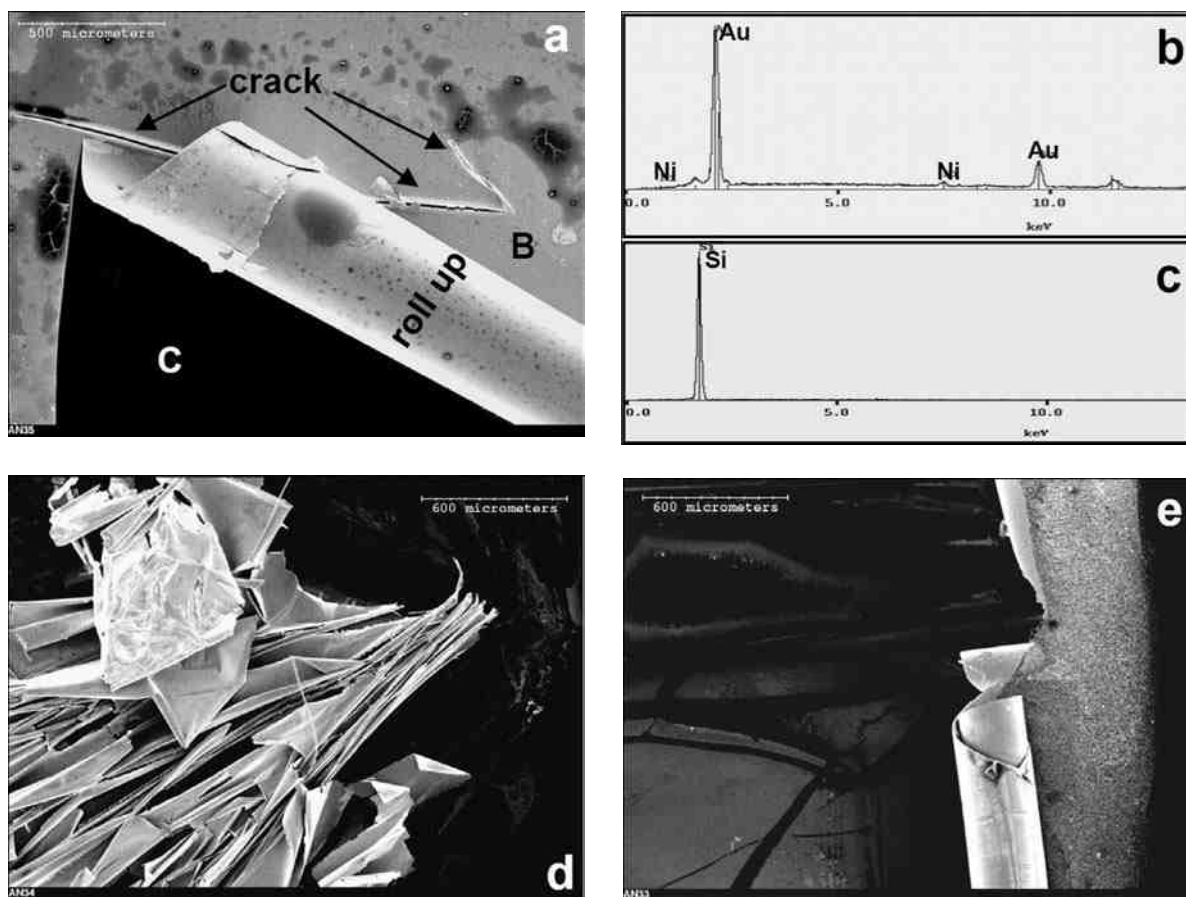 500 micrometers
a
crack
roll up
B
C
AN35
Au
b
Ni
Ni
Au
0.0
5.0
10.0
keV
Si
Si
c
0.0
5.0
10.0
keV
600 micrometers
d
AN34
600 micrometers
e
AN33